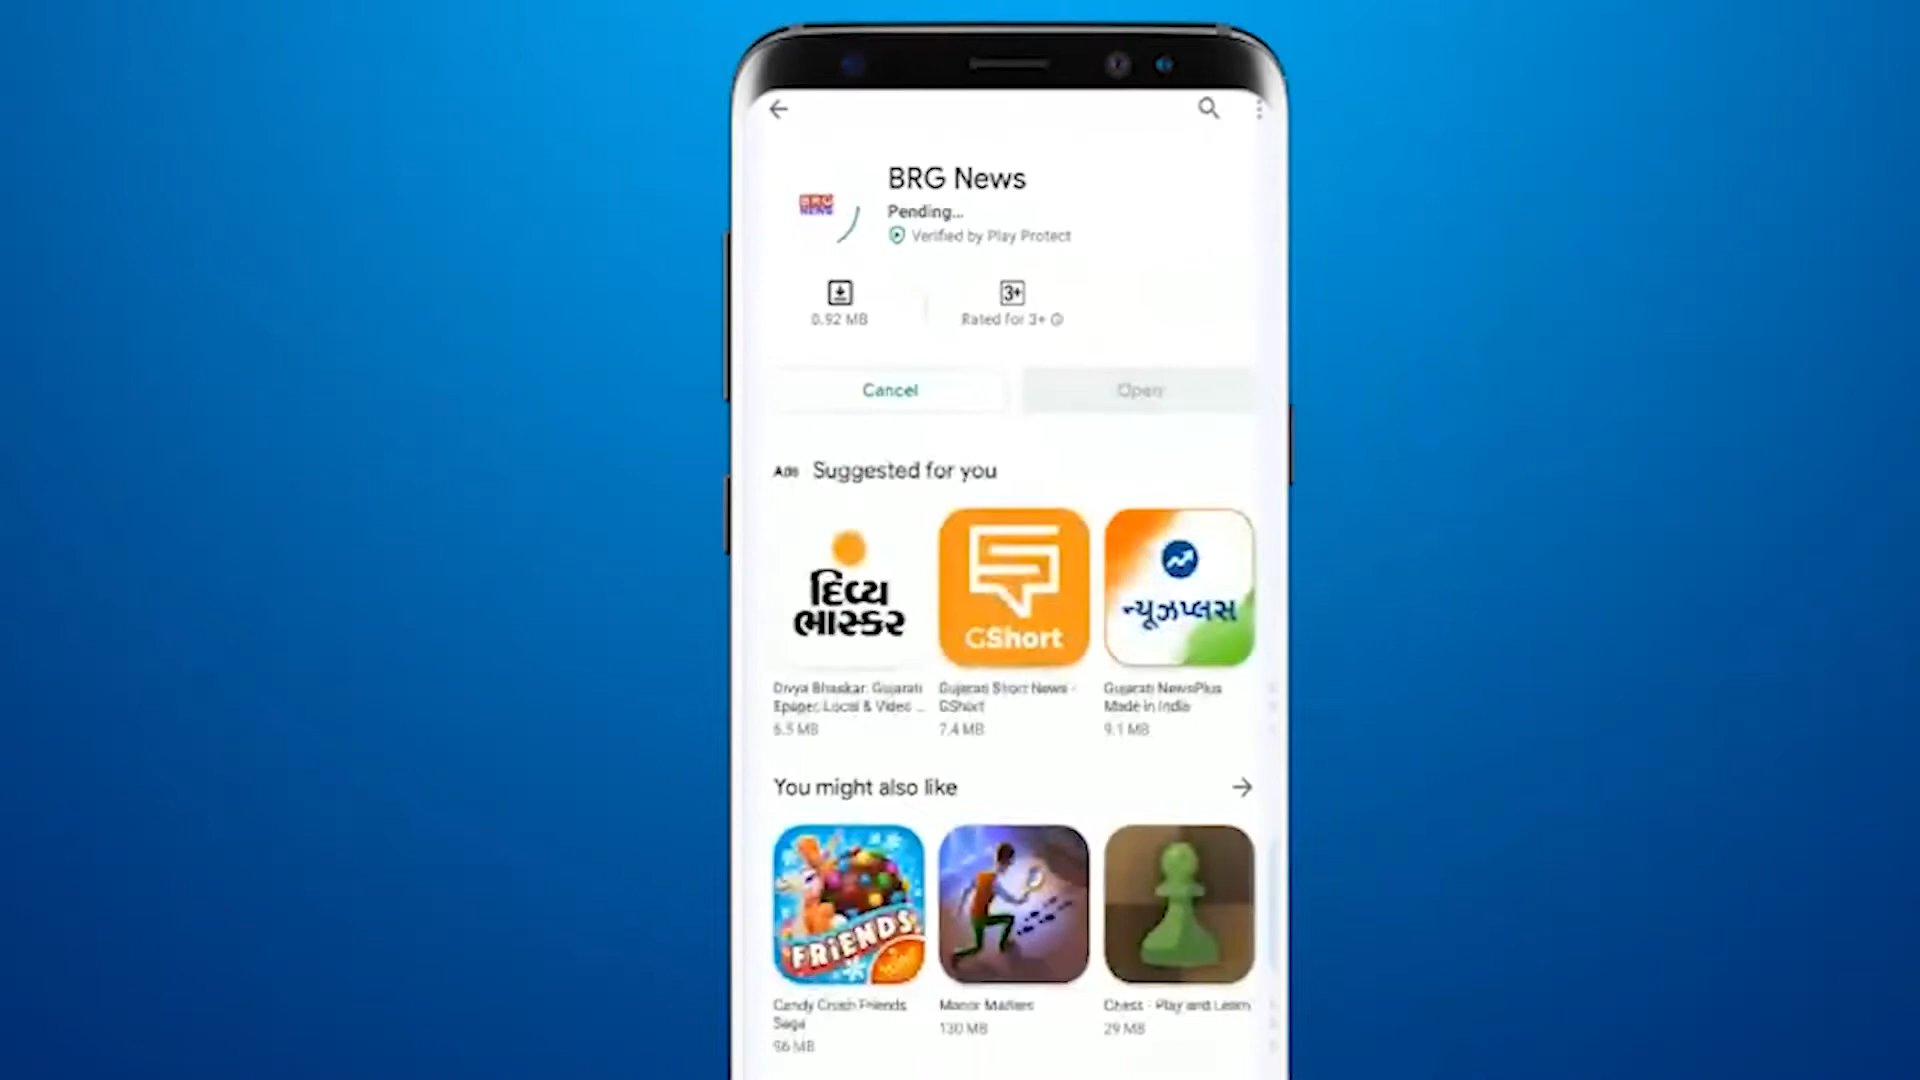 BRG News
BRG
NEWS
Pending...
Verified by Play Protect
3+
0.92 MB
Rated for 3+
Cancel
Open
Ads Suggested for you
દિવ્ય
ભાસ્કર
GShort
ન્યૂઝપ્લસ
Divya Bhaskar: Gujarati
Epaper, Local & Video ...
6.5 MB
Gujarati Short News -
GShort
7.4 MB
Gujarati NewsPlus
Made in India
9.1 MB
You might also like
FRIENDS
Candy Crush Friends
Saga
96 MB
Manor Matters
130 MB
Chess - Play and Learn
29 MB